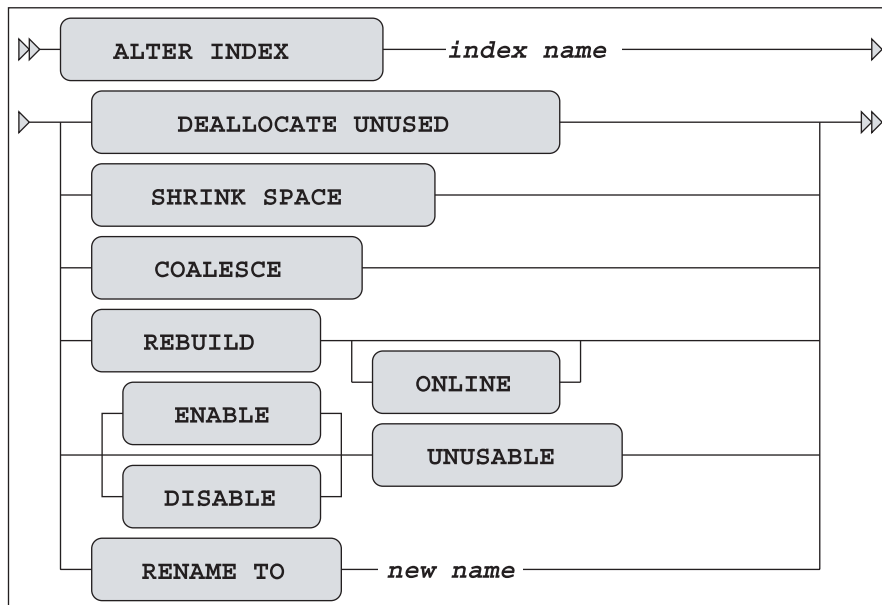 ALTER INDEX index name
DEALLOCATE UNUSED
SHRINK SPACE
COALESCE
REBUILD
ONLINE
ENABLE
UNUSABLE
DISABLE
RENAME TO new name